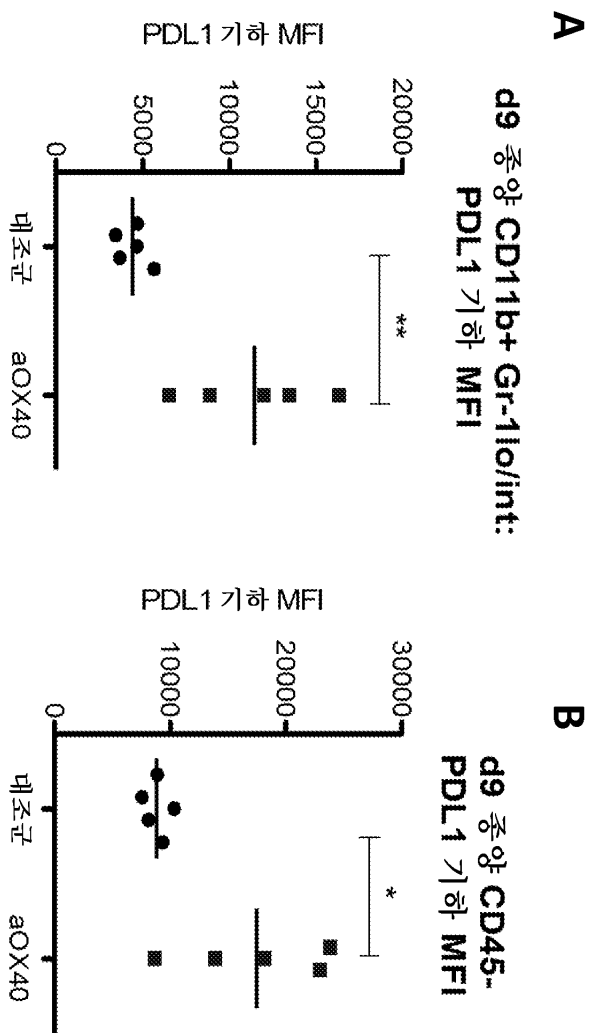 A
d9 종양 CD11b+ Gr-1lo/int:
PDL1 기하 MFI
PDL1 기하 MFI
20000
15000
10000
5000
0
**
대조군
aOX40
B
d9 종양 CD45-
PDL1 기하 MFI
PDL1 기하 MFI
30000
20000
10000
0
*
대조군
aOX40